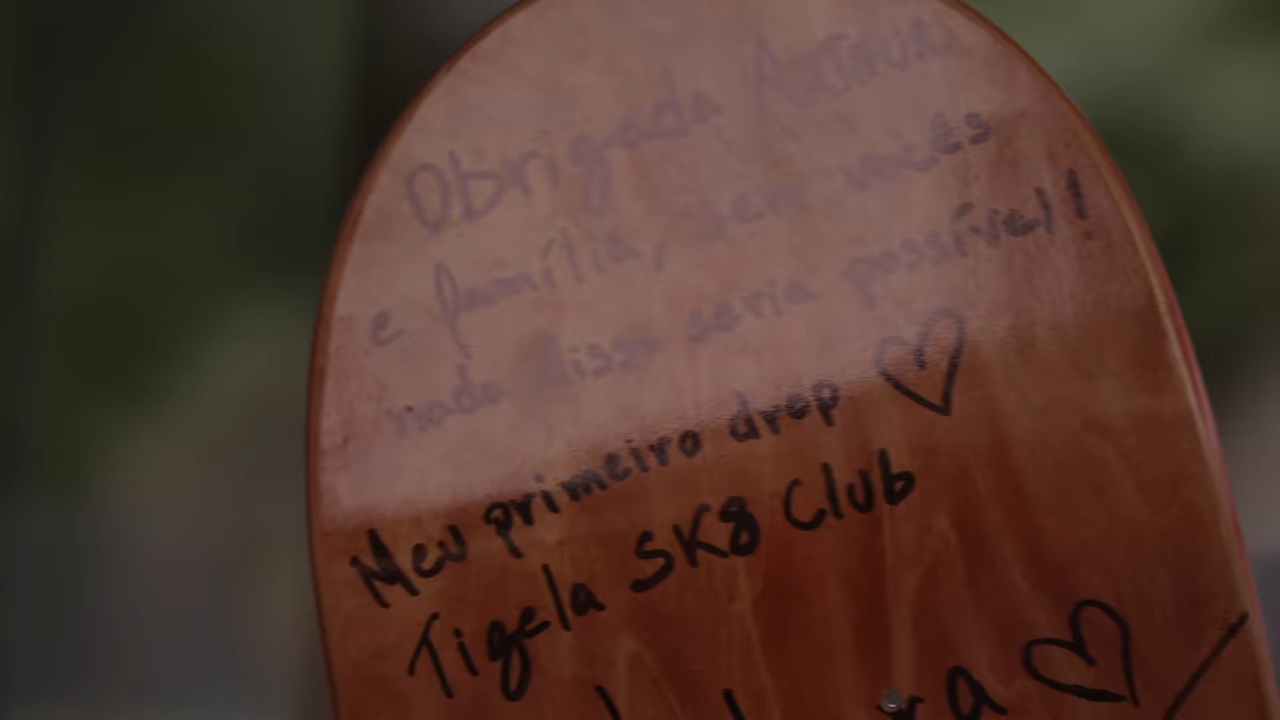 Obrigada ARTHUR
e família, sem vocês
nada disso seria possível!
Meu primeiro drop ♡
Tigela SK8 Club